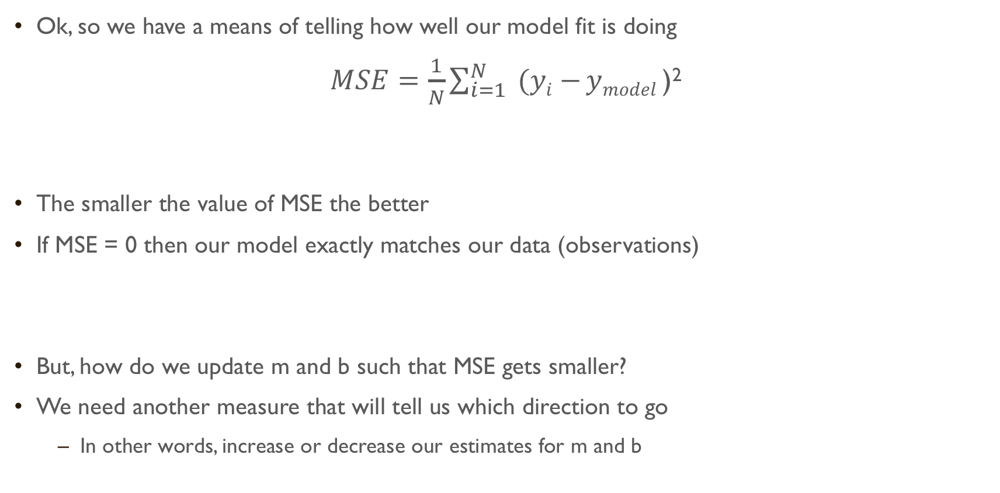 • Ok, so we have a means of telling how well our model fit is doing
MSE = \frac{1}{N} \sum_{i=1}^{N} (y_i − y_{model})^2
• The smaller the value of MSE the better
• If MSE = 0 then our model exactly matches our data (observations)
• But, how do we update m and b such that MSE gets smaller?
• We need another measure that will tell us which direction to go
– In other words, increase or decrease our estimates for m and b